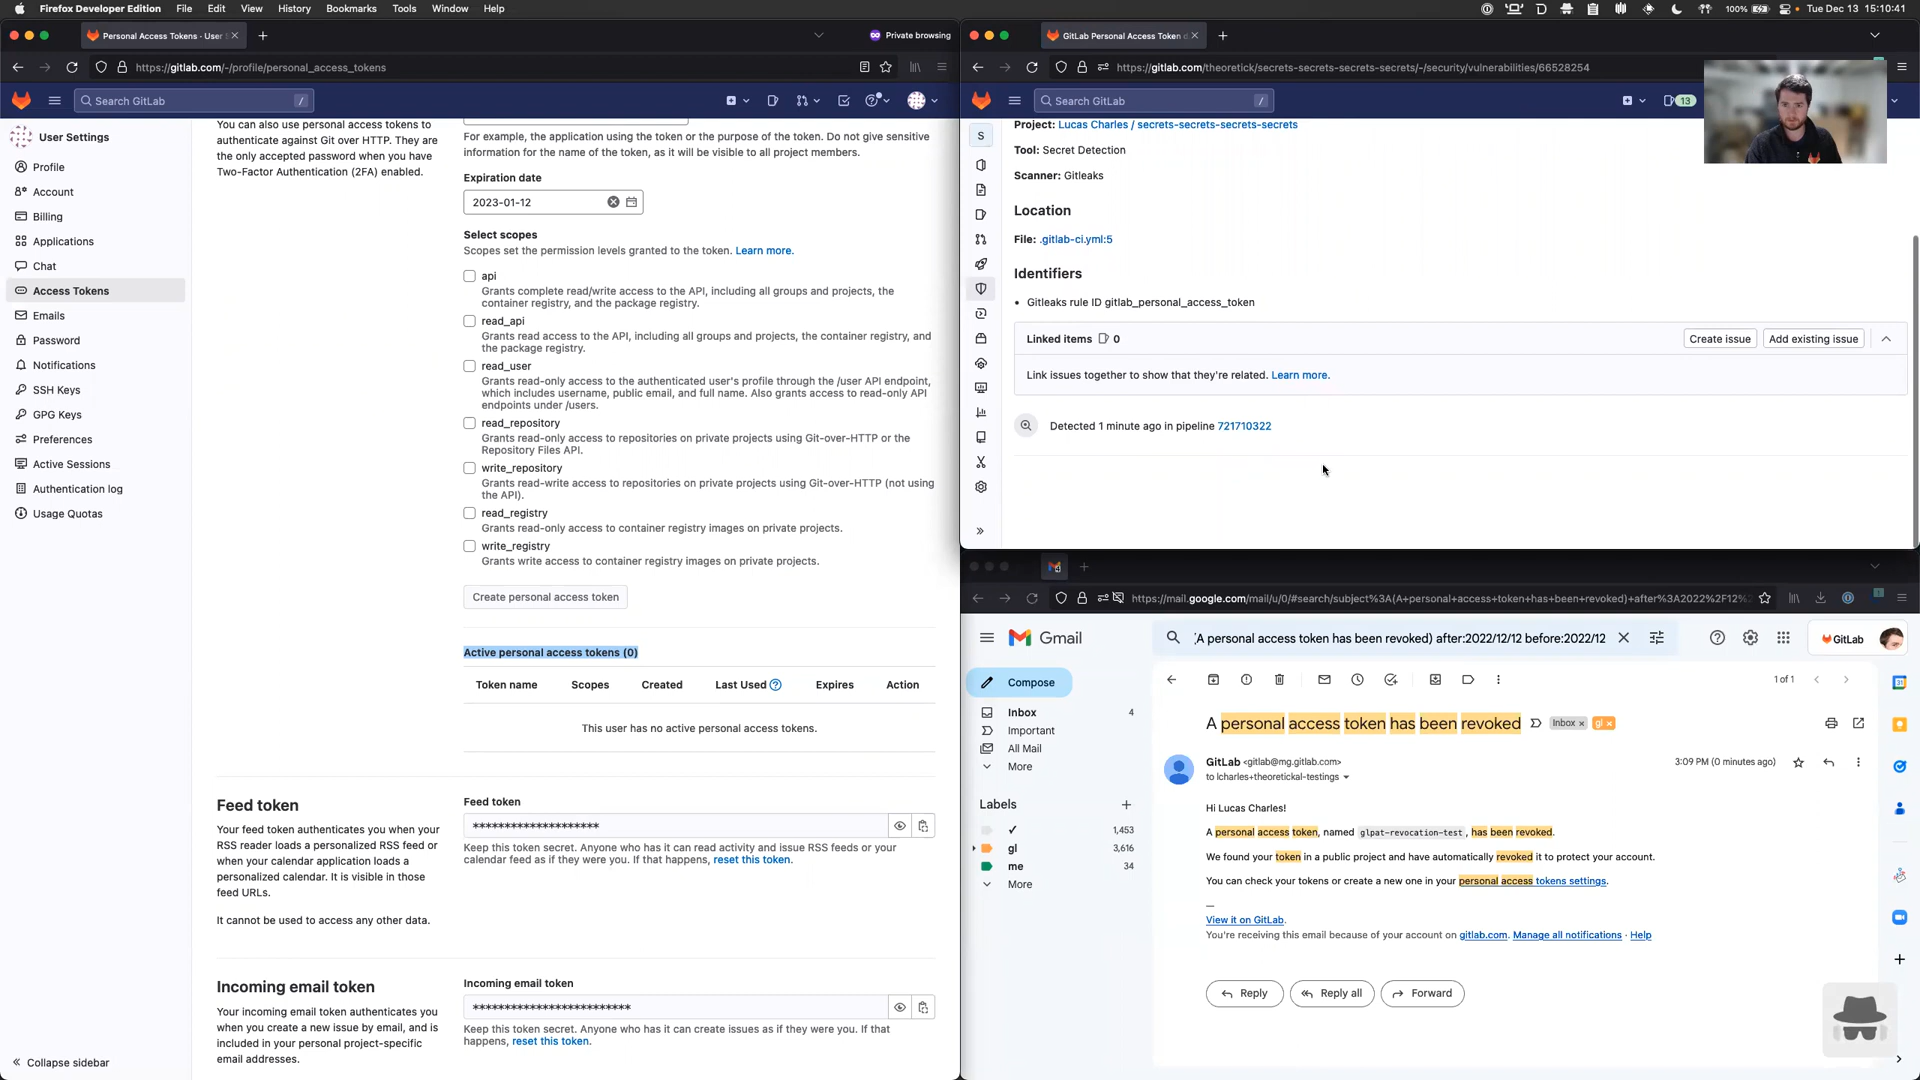 Firefox Developer Edition File Edit View History Bookmarks Tools Window Help
100% Tue Dec 13 15:10:41
Personal Access Tokens · User
Private browsing
https://gitlab.com/-/profile/personal_access_tokens
Search GitLab /
User Settings
Profile
Account
Billing
Applications
Chat
Access Tokens
Emails
Password
Notifications
SSH Keys
GPG Keys
Preferences
Active Sessions
Authentication log
Usage Quotas
Collapse sidebar
You can also use personal access tokens to
authenticate against Git over HTTP. They are
the only accepted password when you have
Two-Factor Authentication (2FA) enabled.
For example, the application using the token or the purpose of the token. Do not give sensitive
information for the name of the token, as it will be visible to all project members.
Expiration date
2023-01-12
Select scopes
Scopes set the permission levels granted to the token. Learn more.
api
Grants complete read/write access to the API, including all groups and projects, the
container registry, and the package registry.
read_api
Grants read access to the API, including all groups and projects, the container registry, and
the package registry.
read_user
Grants read-only access to the authenticated user's profile through the /user API endpoint,
which includes username, public email, and full name. Also grants access to read-only API
endpoints under /users.
read_repository
Grants read-only access to repositories on private projects using Git-over-HTTP or the
Repository Files API.
write_repository
Grants read-write access to repositories on private projects using Git-over-HTTP (not using
the API).
read_registry
Grants read-only access to container registry images on private projects.
write_registry
Grants write access to container registry images on private projects.
Create personal access token
Active personal access tokens (0)
Token name Scopes Created Last Used Expires Action
This user has no active personal access tokens.
Feed token
Your feed token authenticates you when your
RSS reader loads a personalized RSS feed or
when your calendar application loads a
personalized calendar. It is visible in those
feed URLs.
It cannot be used to access any other data.
Feed token
********************
Keep this token secret. Anyone who has it can read activity and issue RSS feeds or your
calendar feed as if they were you. If that happens, reset this token.
Incoming email token
Your incoming email token authenticates you
when you create a new issue by email, and is
included in your personal project-specific
email addresses.
Incoming email token
*************************
Keep this token secret. Anyone who has it can create issues as if they were you. If that
happens, reset this token.
GitLab Personal Access Token d
https://gitlab.com/theoretick/secrets-secrets-secrets-secrets/-/security/vulnerabilities/66528254
Search GitLab /
13
S
Project: Lucas Charles / secrets-secrets-secrets-secrets
Tool: Secret Detection
Scanner: Gitleaks
Location
File: .gitlab-ci.yml:5
Identifiers
• Gitleaks rule ID gitlab_personal_access_token
Linked items 0
Create issue Add existing issue
Link issues together to show that they're related. Learn more.
Detected 1 minute ago in pipeline 721710322
https://mail.google.com/mail/u/0/#search/subject%3A(A+personal+access+token+has+been+revoked)+after%3A2022%2F12%2
Gmail
(A personal access token has been revoked) after:2022/12/12 before:2022/12
GitLab
Compose
Inbox 4
Important
All Mail
More
Labels
✓ 1,453
gl 3,616
me 34
More
1 of 1
A personal access token has been revoked
Inbox × gl ×
GitLab <gitlab@mg.gitlab.com>
3:09 PM (0 minutes ago)
to lcharles+theoretickal-testings
Hi Lucas Charles!
A personal access token, named glpat-revocation-test, has been revoked.
We found your token in a public project and have automatically revoked it to protect your account.
You can check your tokens or create a new one in your personal access tokens settings.
—
View it on GitLab.
You're receiving this email because of your account on gitlab.com. Manage all notifications · Help
Reply Reply all Forward
31